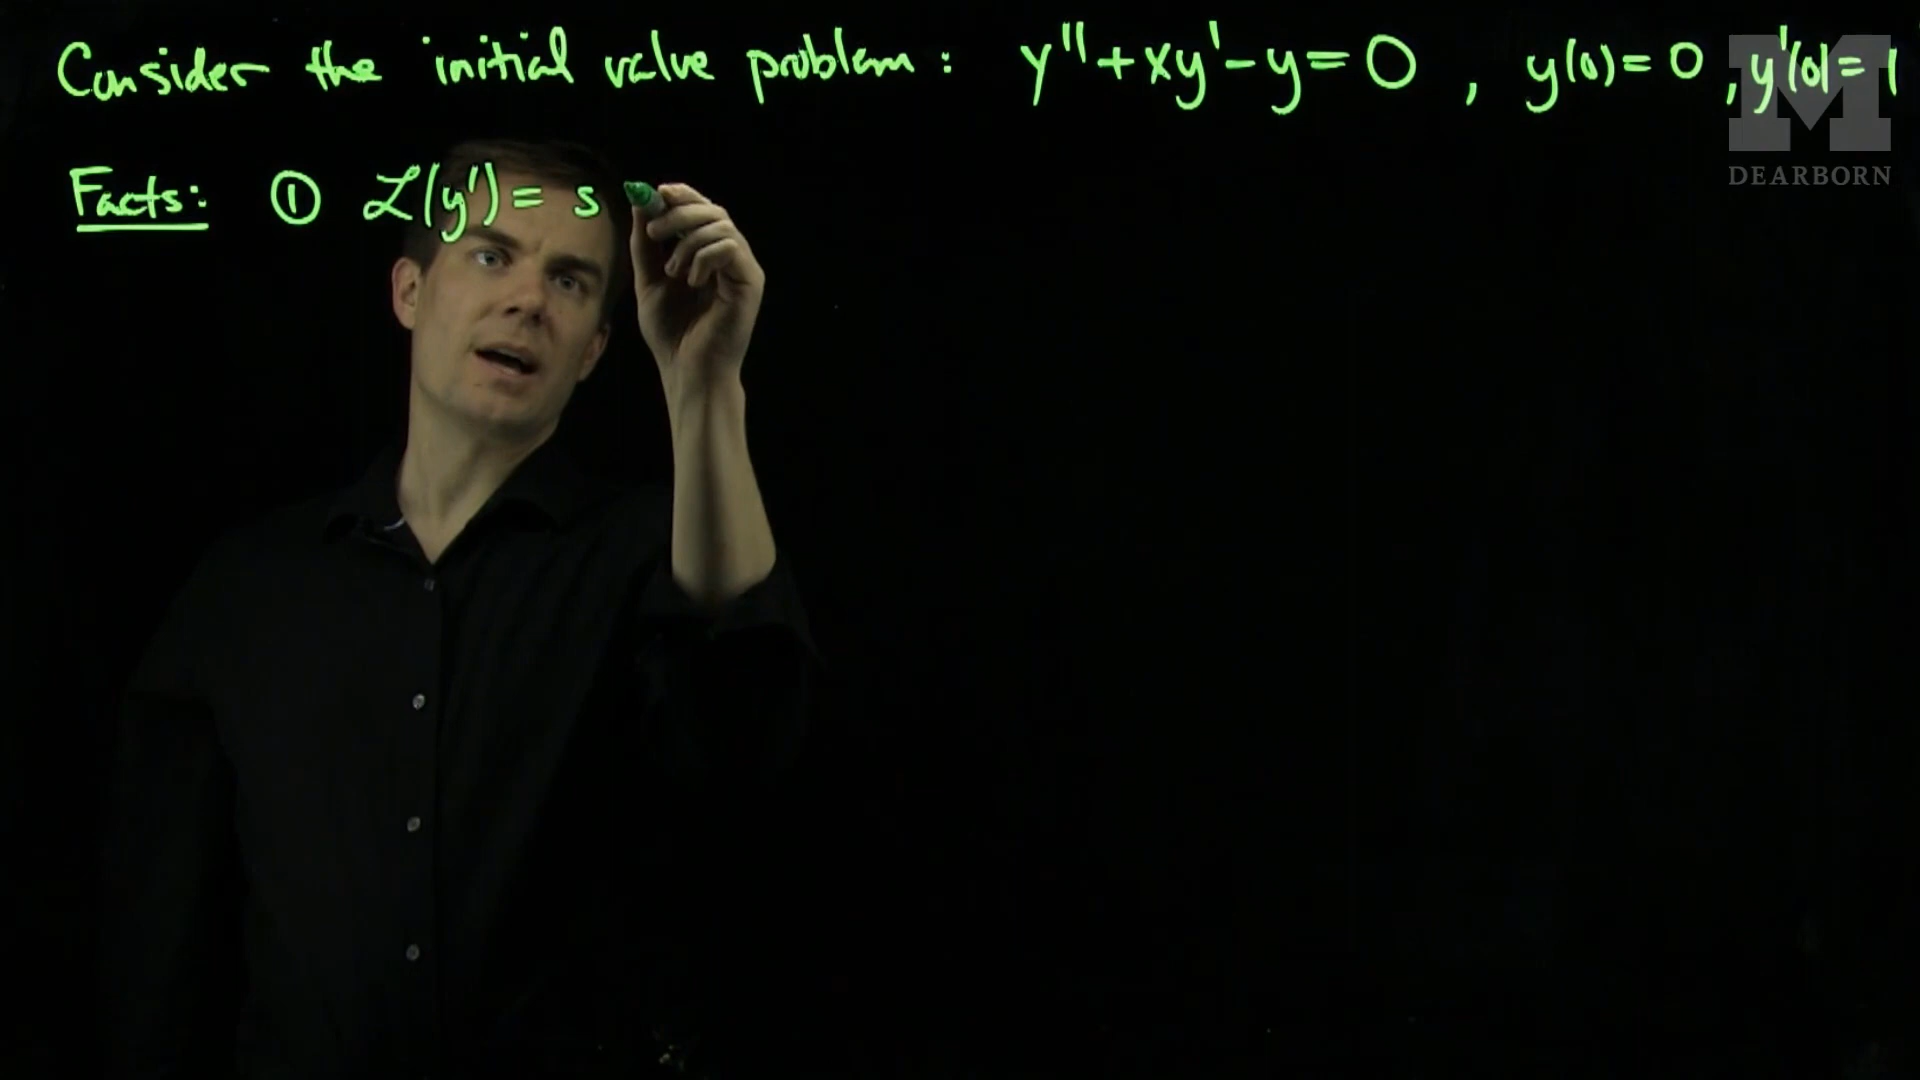 Consider the initial value problem: y'' + xy' - y = 0 , y(0) = 0 , y'(0) = 1
M
DEARBORN
Facts: ① ℒ(y') = s